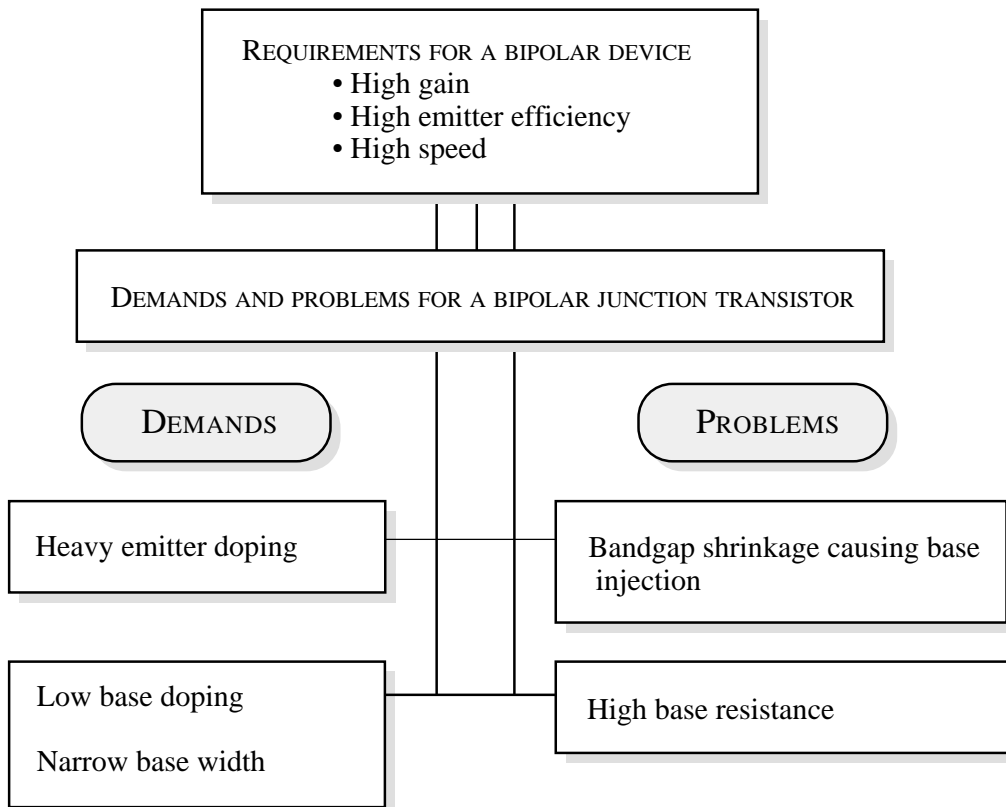 REQUIREMENTS FOR A BIPOLAR DEVICE
• High gain
• High emitter efficiency
• High speed
DEMANDS AND PROBLEMS FOR A BIPOLAR JUNCTION TRANSISTOR
DEMANDS
PROBLEMS
Heavy emitter doping
Bandgap shrinkage causing base
injection
Low base doping
Narrow base width
High base resistance